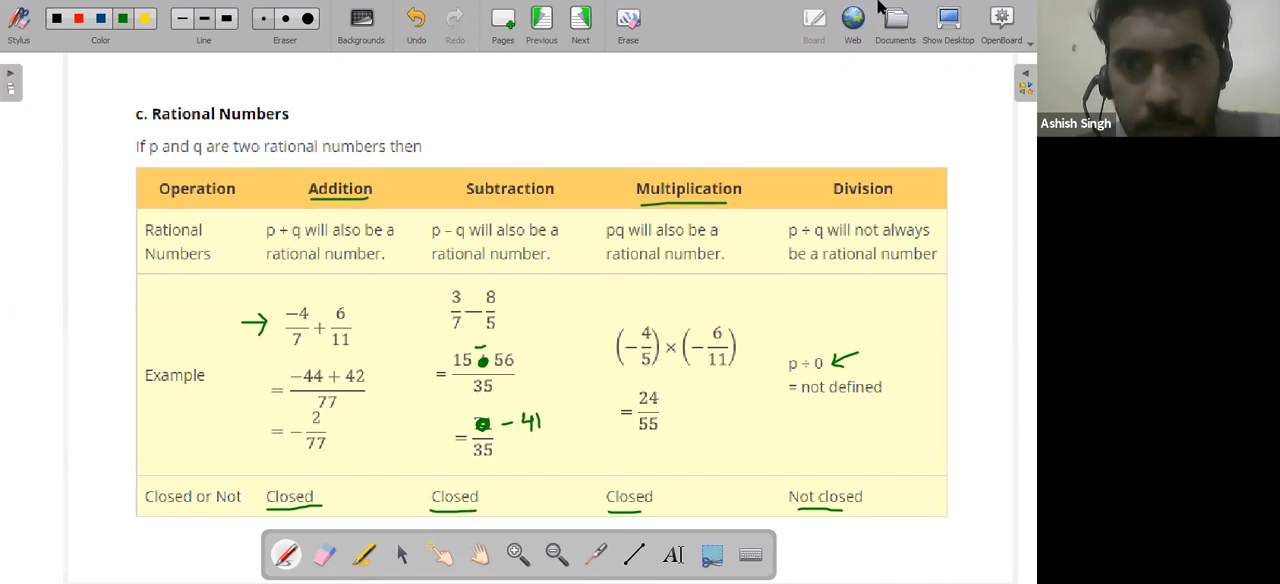 Stylus Color Line Eraser Backgrounds Undo Redo Pages Previous Next Erase Board Web Documents Show Desktop OpenBoard
Ashish Singh
c. Rational Numbers
If p and q are two rational numbers then
Operation Addition Subtraction Multiplication Division
Rational Numbers
p + q will also be a rational number.
p – q will also be a rational number.
pq will also be a rational number.
p ÷ q will not always be a rational number
Example
→ -4/7 + 6/11
= (-44 + 42)/77
= - 2/77
3/7 — 8/5
= (15 - 56)/35
= - 41 /35
(- 4/5) × (- 6/11)
= 24/55
p ÷ 0 ←
= not defined
Closed or Not Closed Closed Closed Not closed